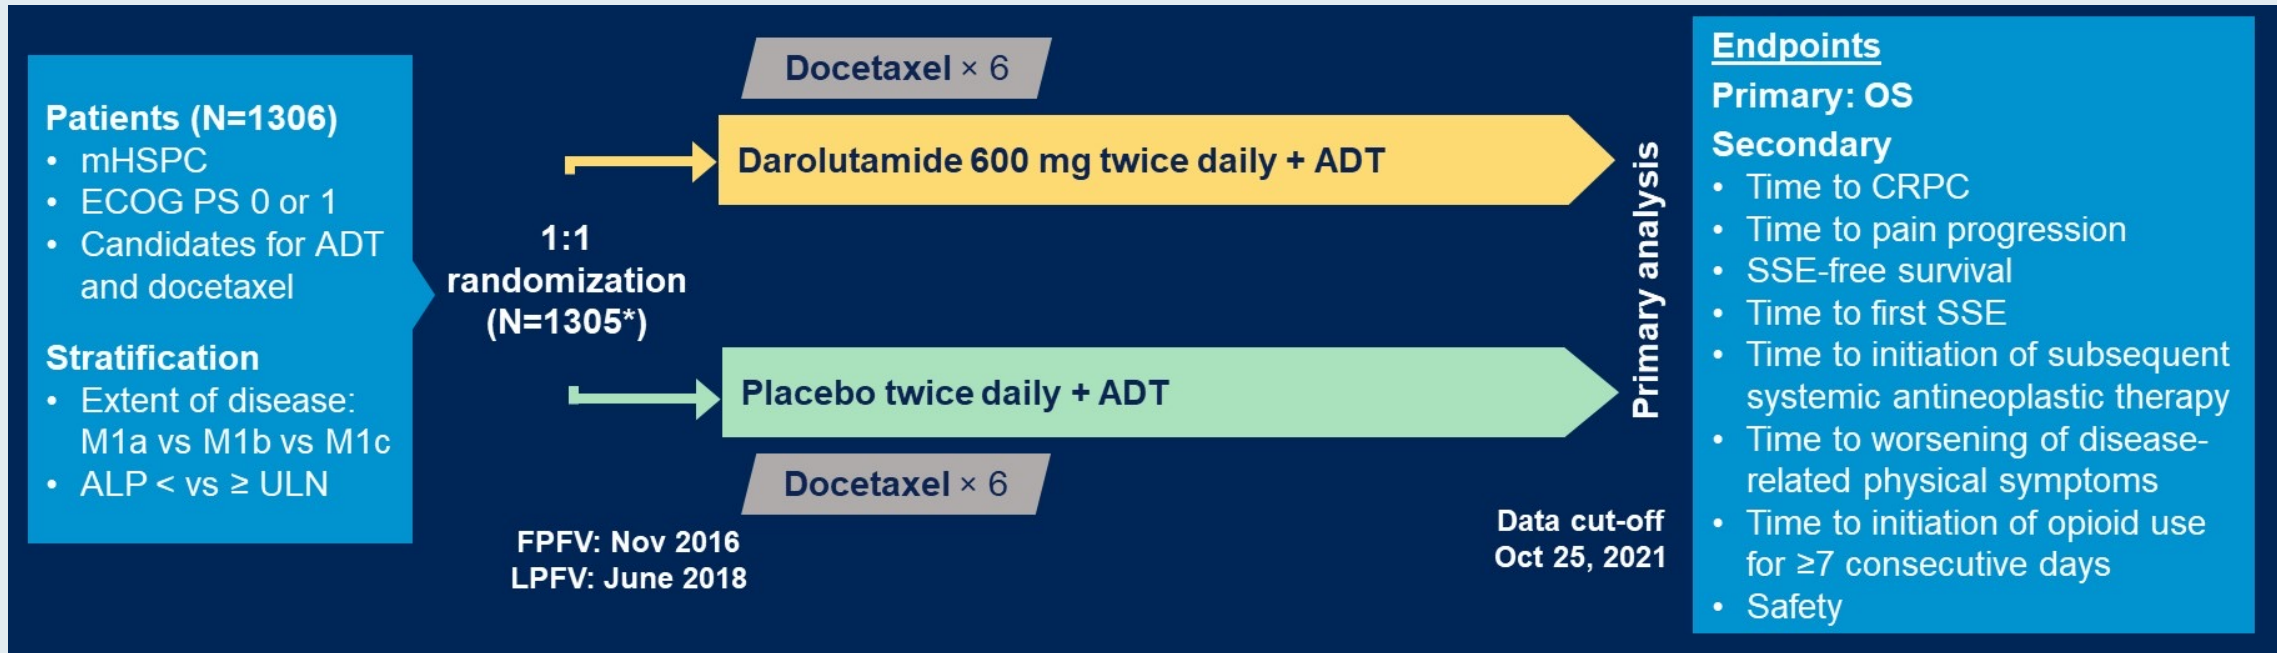 Patients (N=1306)
• mHSPC
• ECOG PS 0 or 1
• Candidates for ADT
and docetaxel
Stratification
• Extent of disease:
M1a vs M1b vs M1c
• ALP < vs ≥ ULN
1:1
randomization
(N=1305*)
FPFV: Nov 2016
LPFV: June 2018
Docetaxel × 6
Darolutamide 600 mg twice daily + ADT
Placebo twice daily + ADT
Docetaxel × 6
Primary analysis
Data cut-off
Oct 25, 2021
Endpoints
Primary: OS
Secondary
• Time to CRPC
• Time to pain progression
• SSE-free survival
• Time to first SSE
• Time to initiation of subsequent
systemic antineoplastic therapy
• Time to worsening of disease-
related physical symptoms
• Time to initiation of opioid use
for ≥7 consecutive days
• Safety